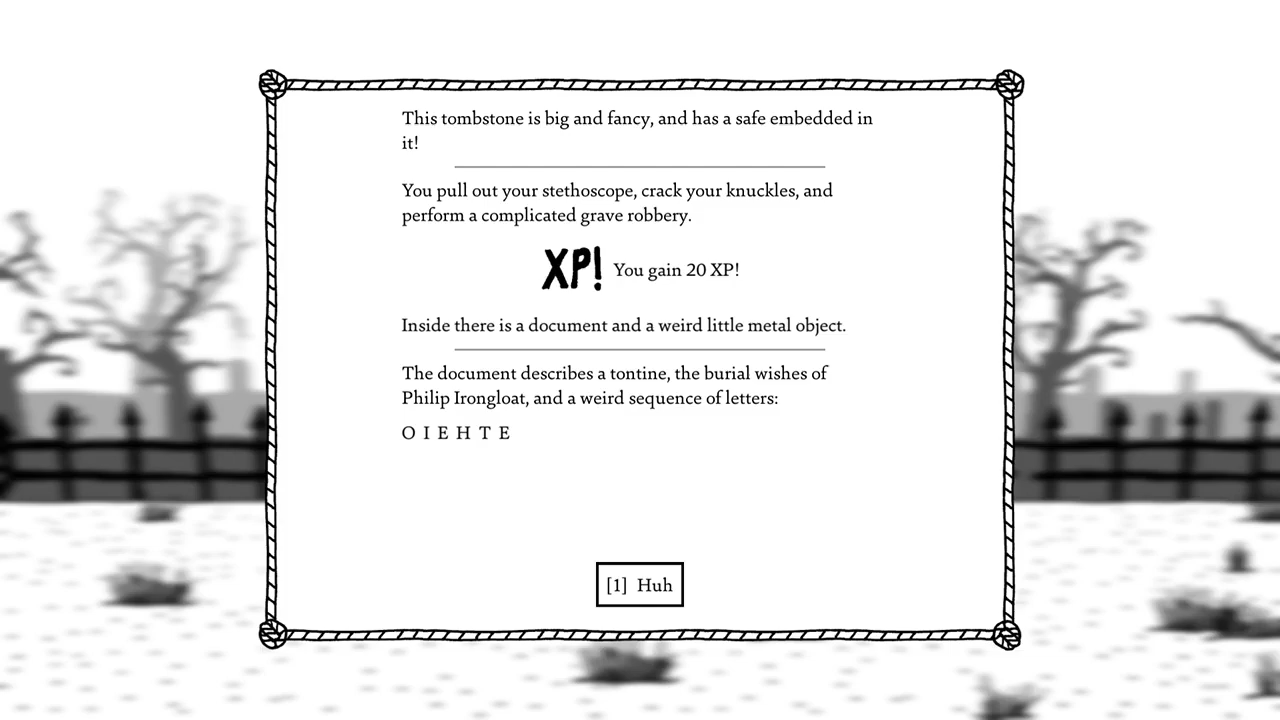 This tombstone is big and fancy, and has a safe embedded in
it!
You pull out your stethoscope, crack your knuckles, and
perform a complicated grave robbery.
XP! You gain 20 XP!
Inside there is a document and a weird little metal object.
The document describes a tontine, the burial wishes of
Philip Irongloat, and a weird sequence of letters:
O I E H T E
[1] Huh